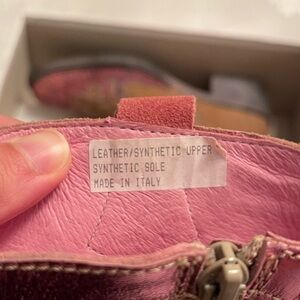 LEATHER/SYNTHETIC UPPER
SYNTHETIC SOLE
MADE IN ITALY